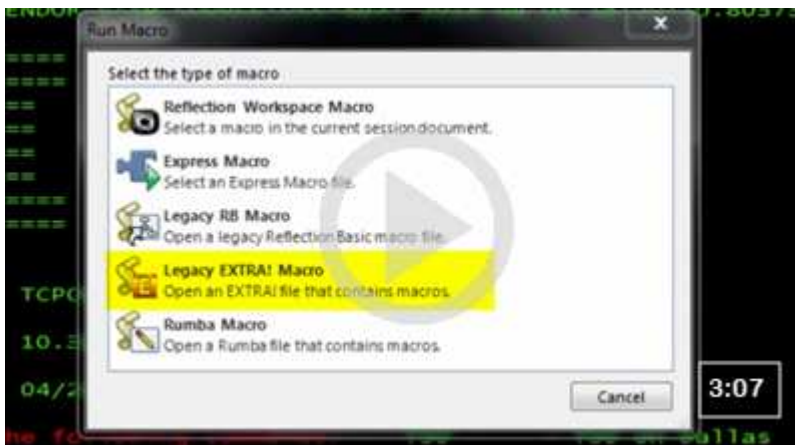 Run Macro
Select the type of macro
Reflection Workspace Macro
Select a macro in the current session document.
Express Macro
Select an Express Macro file.
Legacy RB Macro
Open a legacy Reflection Basic macro file.
Legacy EXTRA! Macro
Open an EXTRA! file that contains macros.
Rumba Macro
Open a Rumba file that contains macros.
Cancel
3:07
TCPO
10.3
04/2